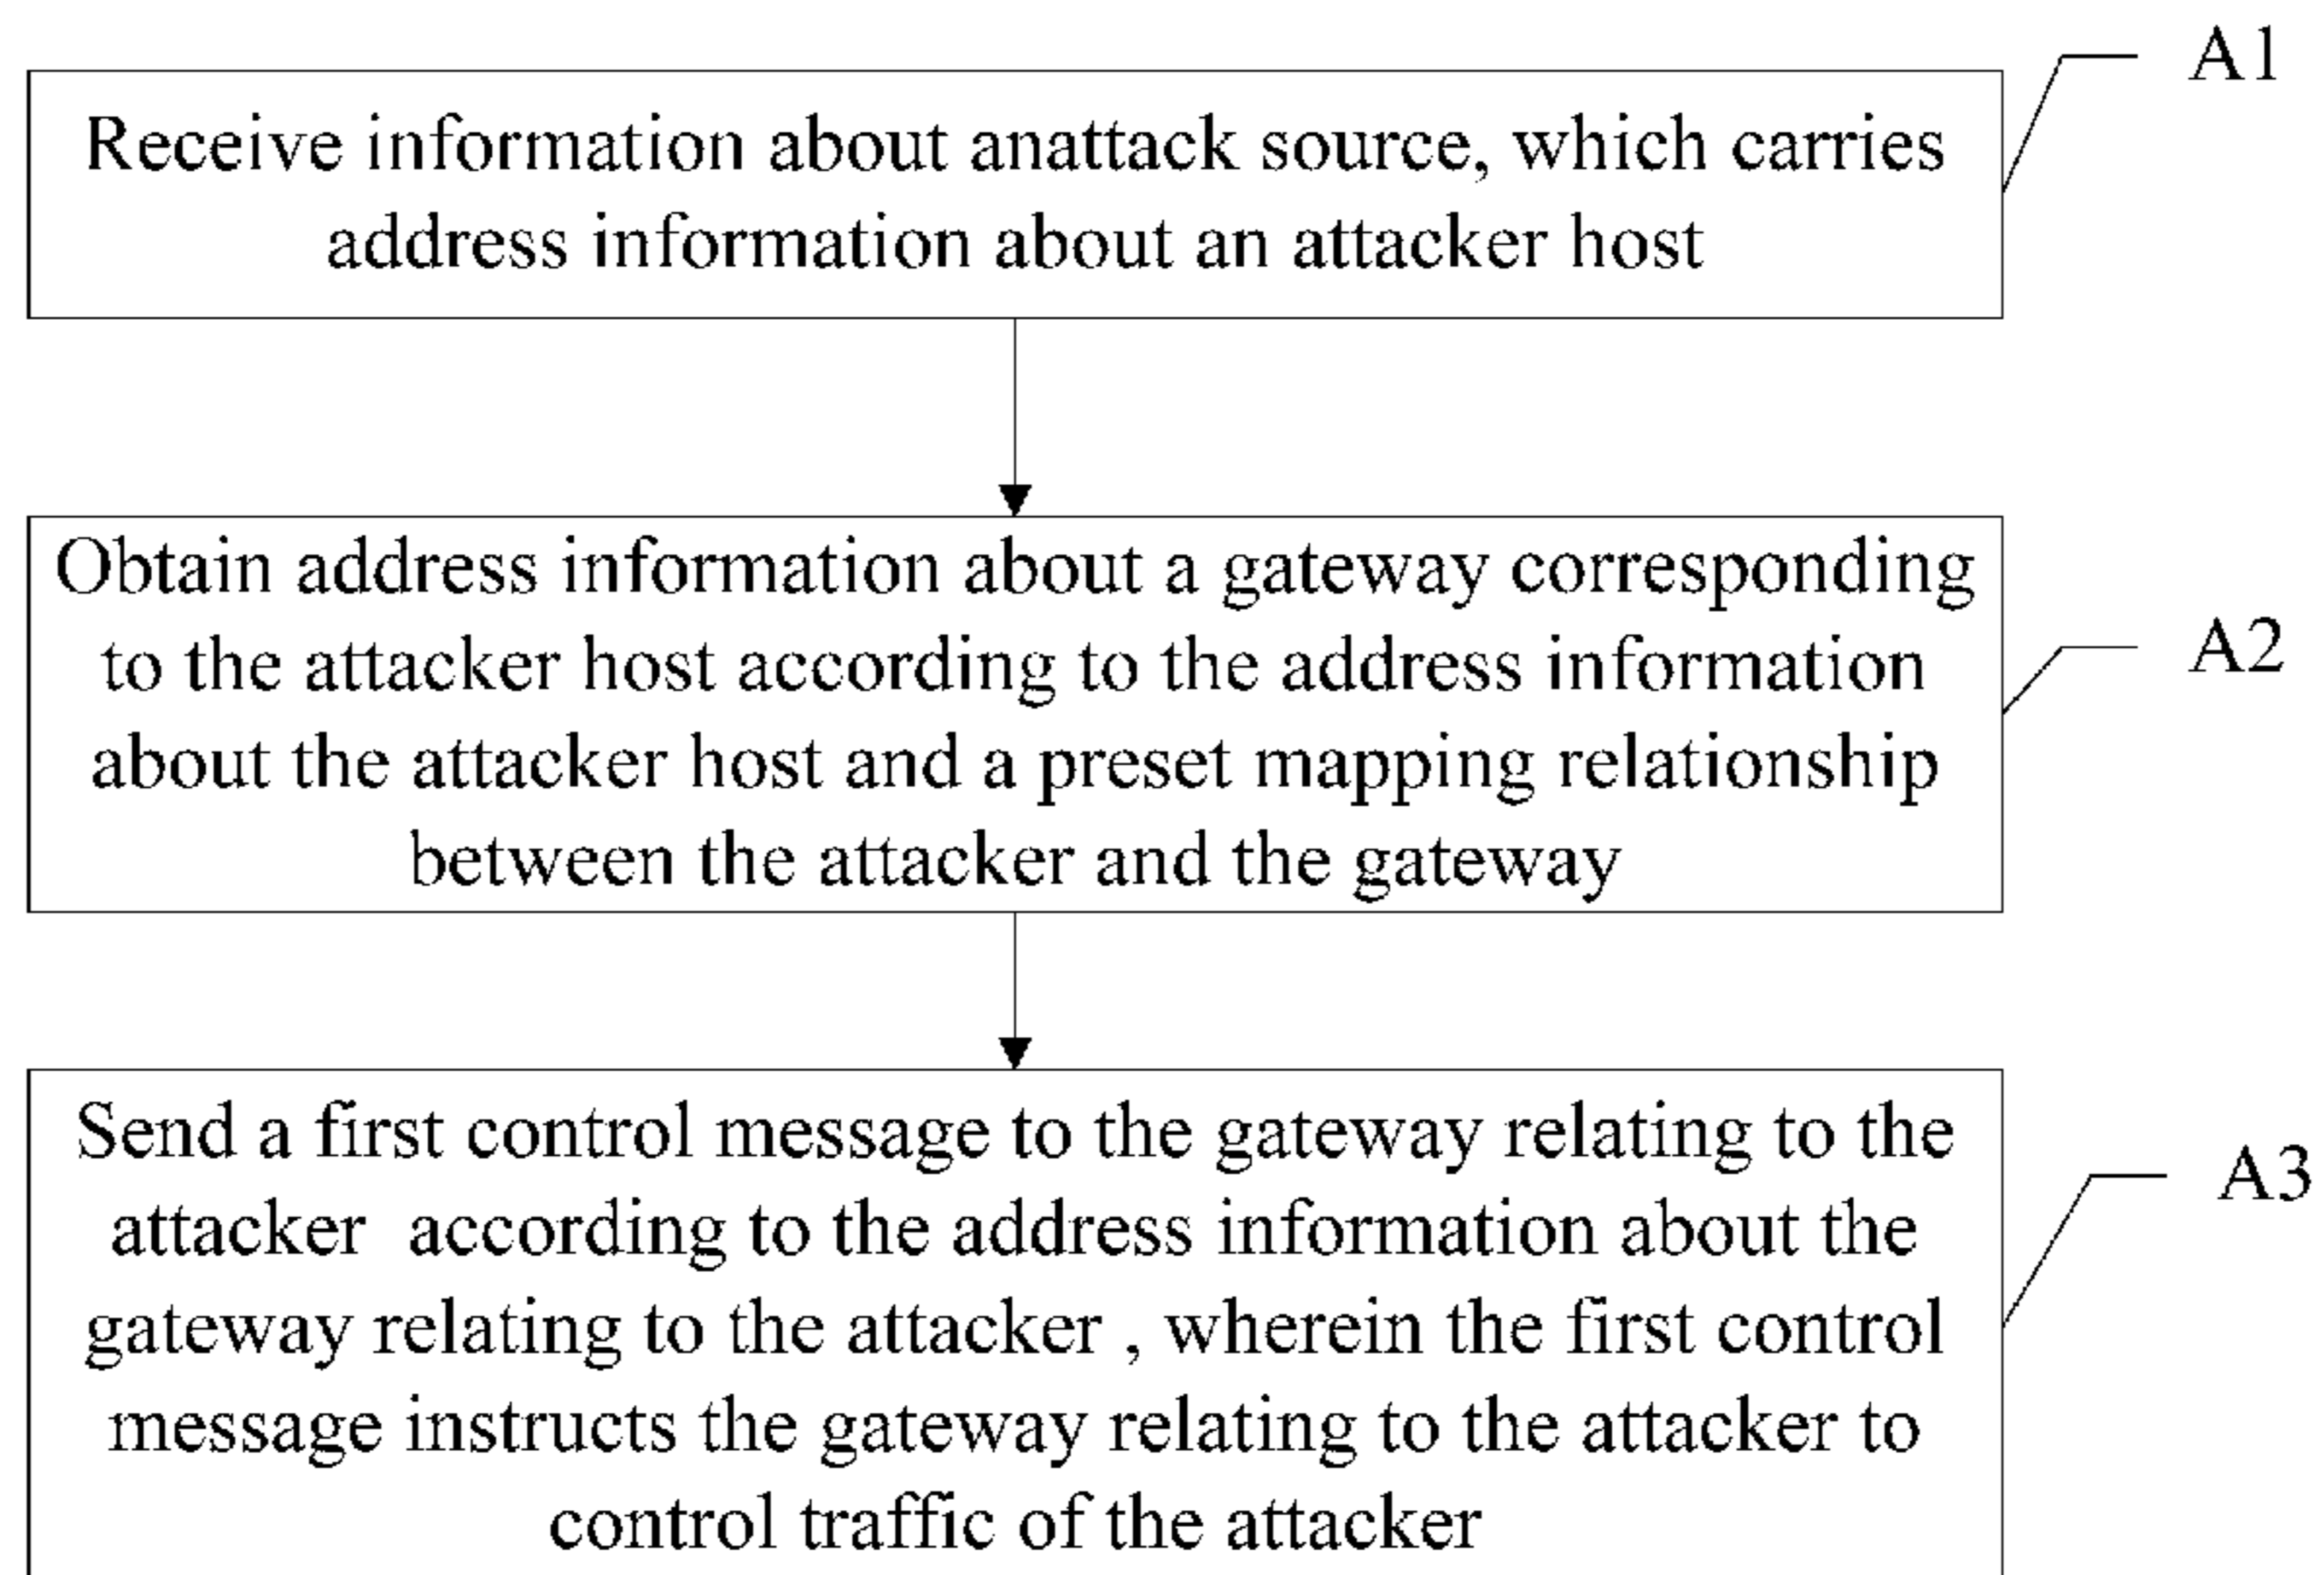 A1
Receive information about anattack source, which carries
address information about an attacker host
Obtain address information about a gateway corresponding
to the attacker host according to the address information
about the attacker host and a preset mapping relationship
between the attacker and the gateway
A2
Send a first control message to the gateway relating to the
attacker  according to the address information about the
gateway relating to the attacker , wherein the first control
message instructs the gateway relating to the attacker to
control traffic of the attacker
A3